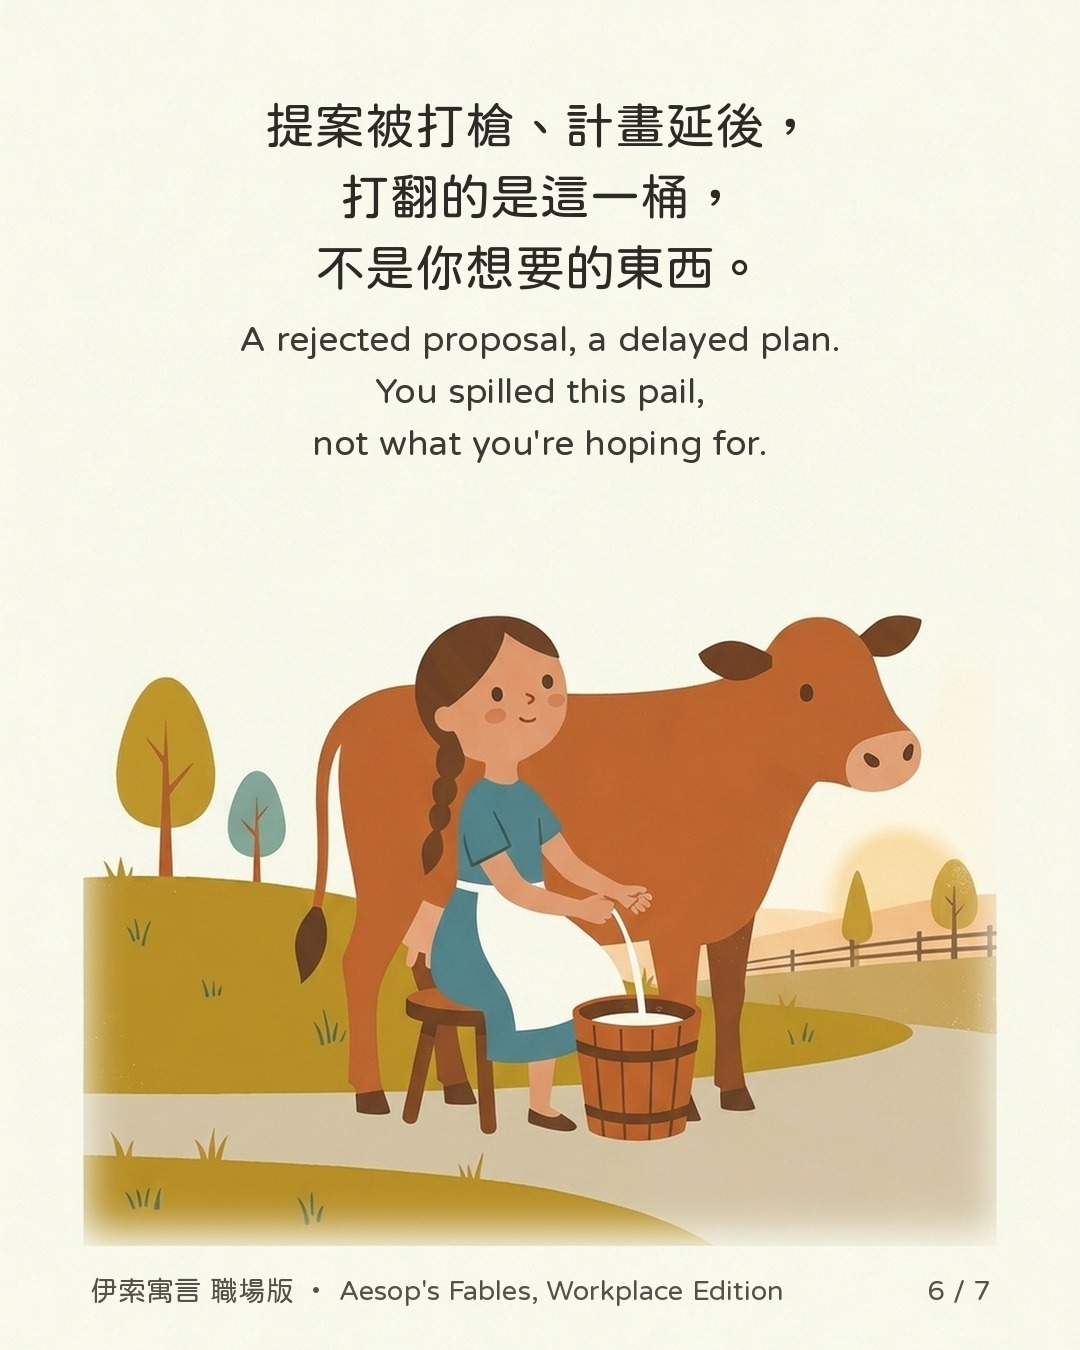 提案被打槍、計畫延後，
打翻的是這一桶，
不是你想要的東西。
A rejected proposal, a delayed plan.
You spilled this pail,
not what you're hoping for.
伊索寓言 職場版 • Aesop's Fables, Workplace Edition
6 / 7